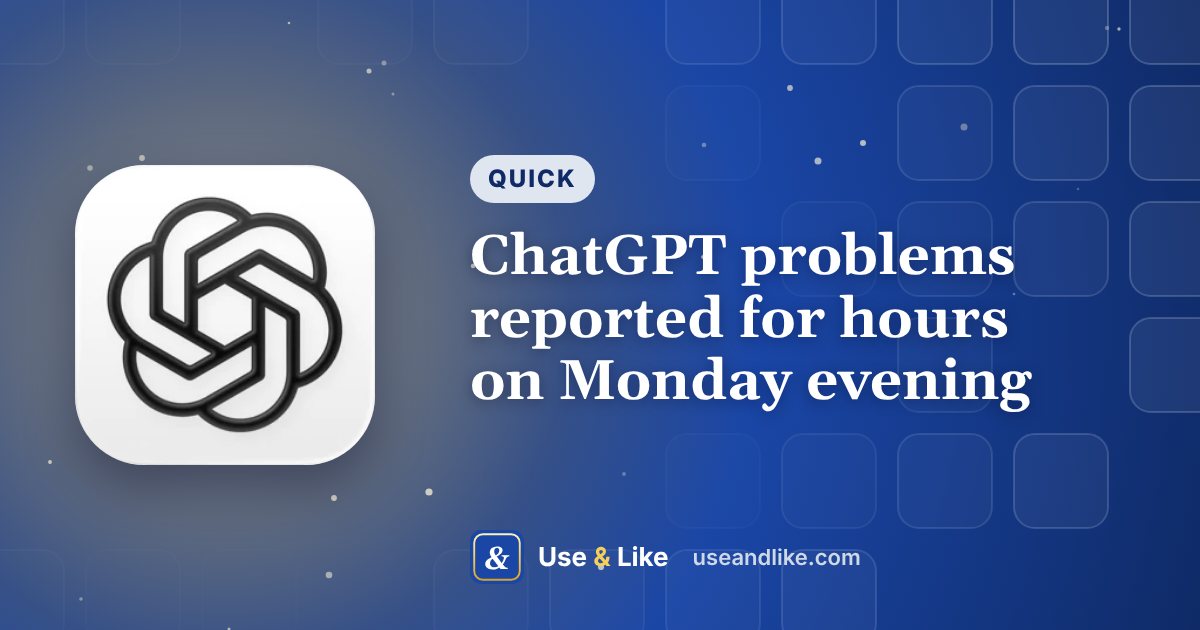 QUICK
ChatGPT problems
reported for hours
on Monday evening
& Use & Like useandlike.com